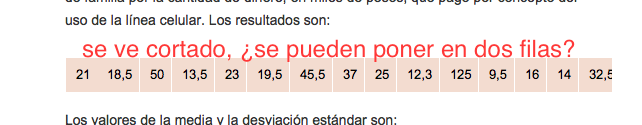 de familia por la cantidad de dinero, en miles de pesos, que pagó por concepto del
uso de la línea celular. Los resultados son:
se ve cortado, ¿se pueden poner en dos filas?
21 18,5 50 13,5 23 19,5 45,5 37 25 12,3 125 9,5 16 14 32,5
Los valores de la media y la desviación estándar son: